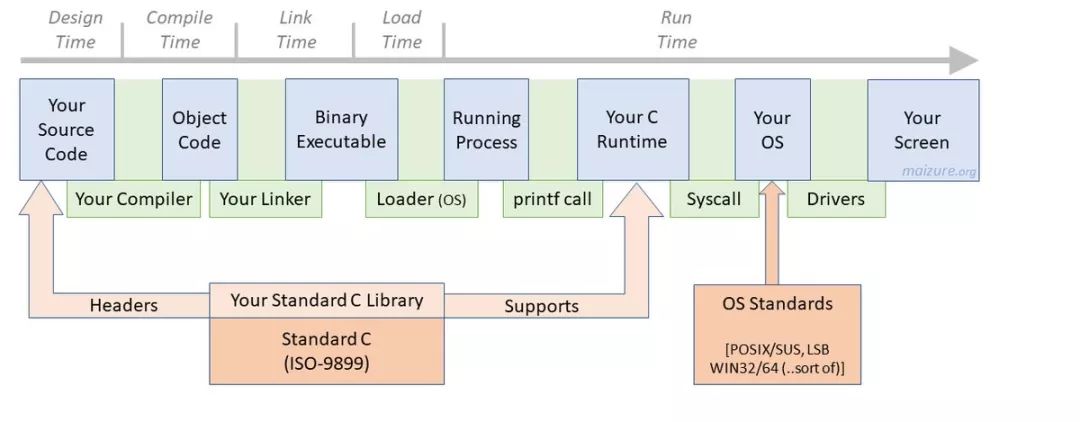 Design
Time
Compile
Time
Link
Time
Load
Time
Run
Time
Your
Source
Code
Object
Code
Binary
Executable
Running
Process
Your C
Runtime
Your
OS
Your
Screen
maizure.org
Your Compiler
Your Linker
Loader (OS)
printf call
Syscall
Drivers
Headers
Your Standard C Library
Supports
Standard C
(ISO-9899)
OS Standards
[POSIX/SUS, LSB
WIN32/64 (..sort of)]